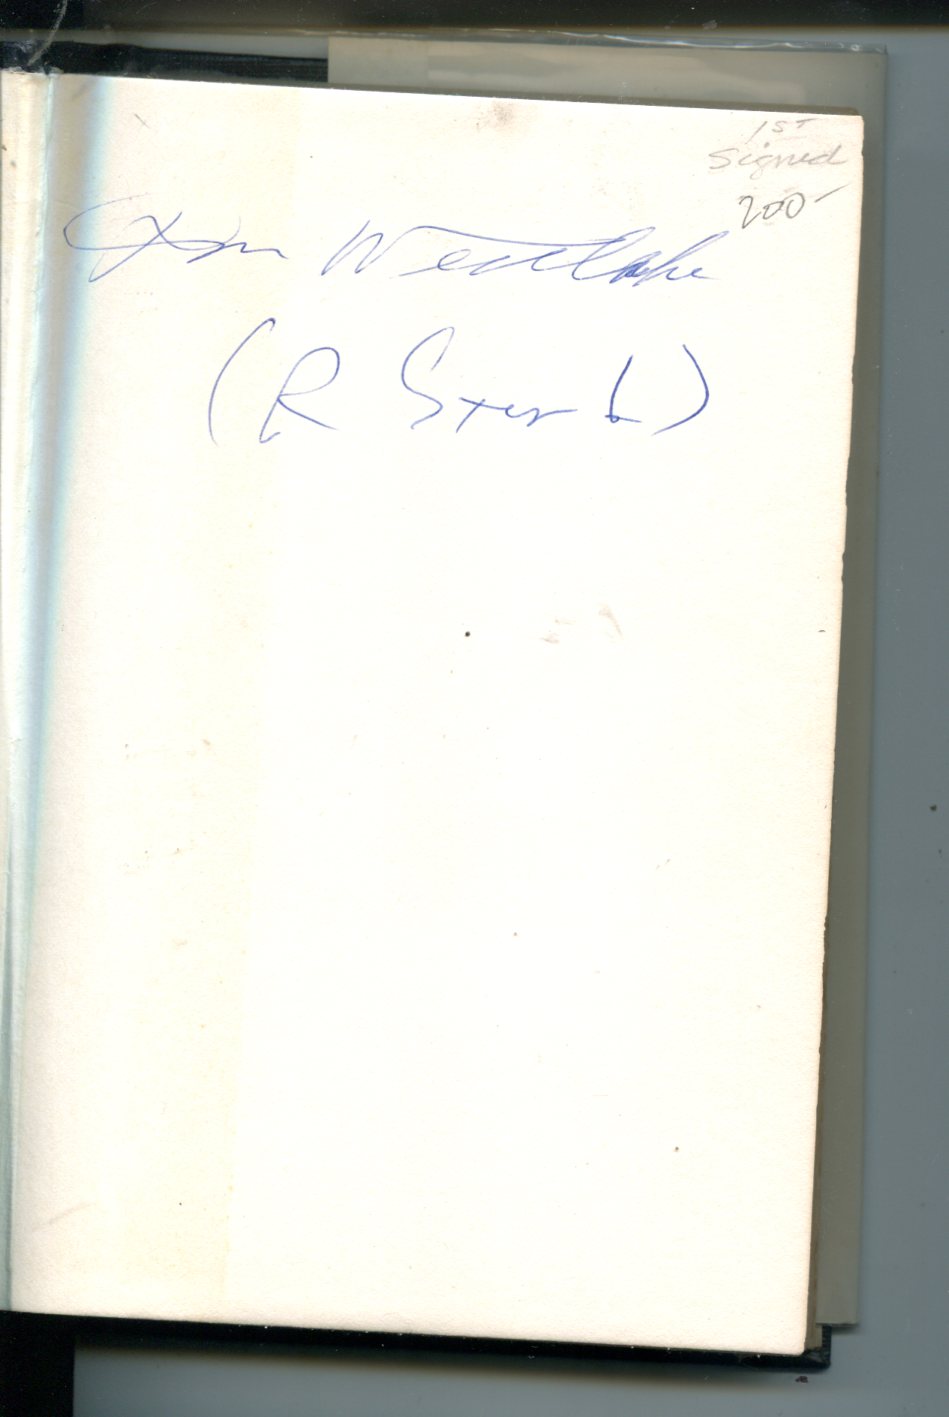 1ST
Signed
200-
Don Westlake
(R Stark)